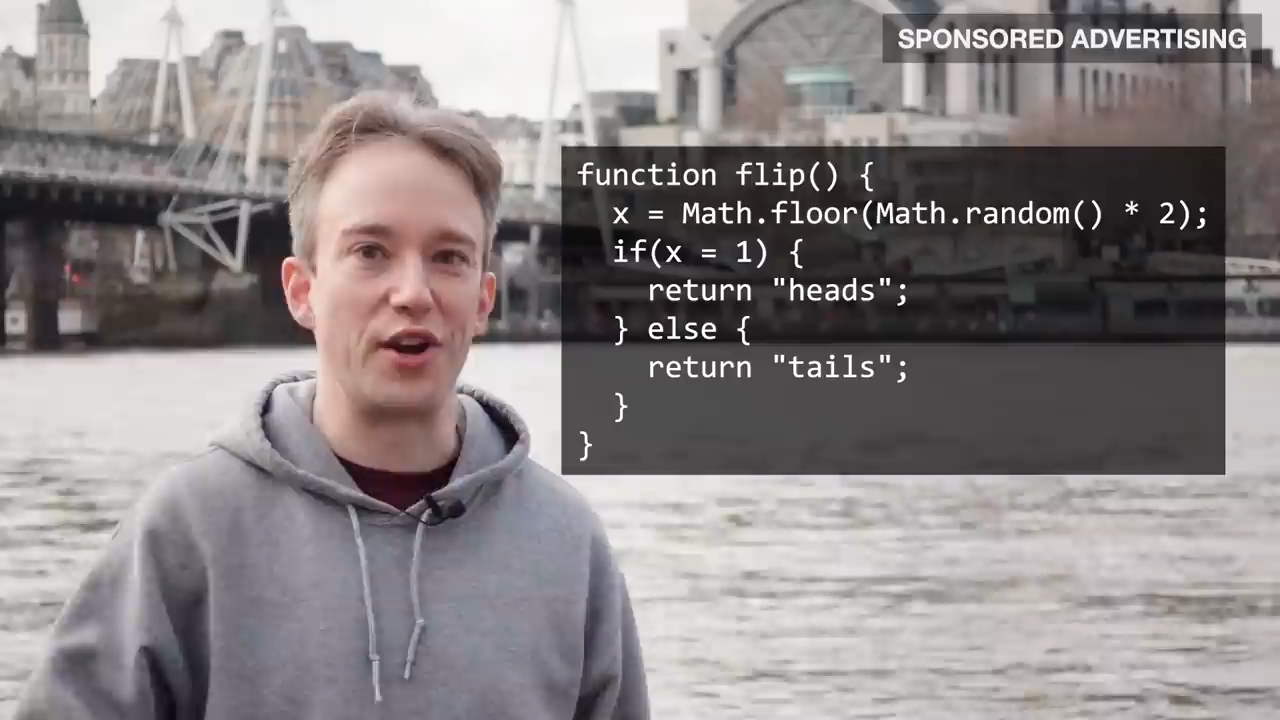 SPONSORED ADVERTISING
function flip() {
  x = Math.floor(Math.random() * 2);
  if(x = 1) {
    return "heads";
  } else {
    return "tails";
  }
}